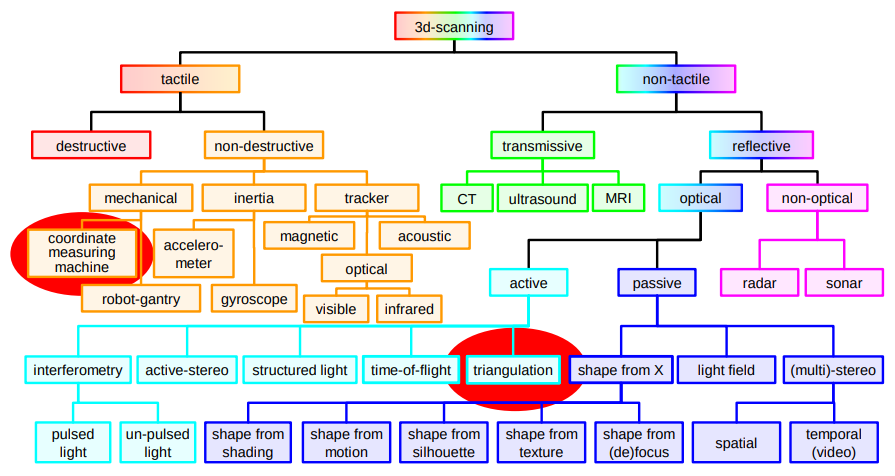 3d-scanning
tactile
non-tactile
destructive
non-destructive
transmissive
reflective
mechanical
inertia
tracker
CT
ultrasound
MRI
optical
non-optical
coordinate
measuring
machine
accelero-
meter
magnetic
acoustic
optical
robot-gantry
gyroscope
visible
infrared
active
passive
radar
sonar
interferometry
active-stereo
structured light
time-of-flight
triangulation
shape from X
light field
(multi)-stereo
pulsed
light
un-pulsed
light
shape from
shading
shape from
motion
shape from
silhouette
shape from
texture
shape from
(de)focus
spatial
temporal
(video)